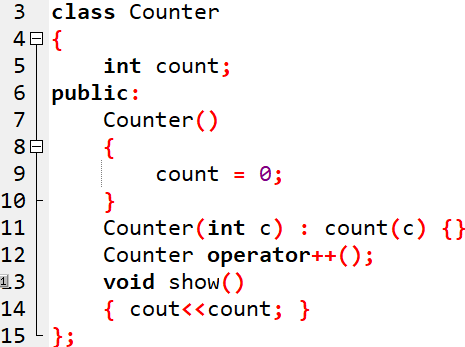 3 class Counter
4 {
5 int count;
6 public:
7 Counter()
8 {
9 count = 0;
10 }
11 Counter(int c) : count(c) {}
12 Counter operator++();
13 void show()
14 { cout<<count; }
15 };